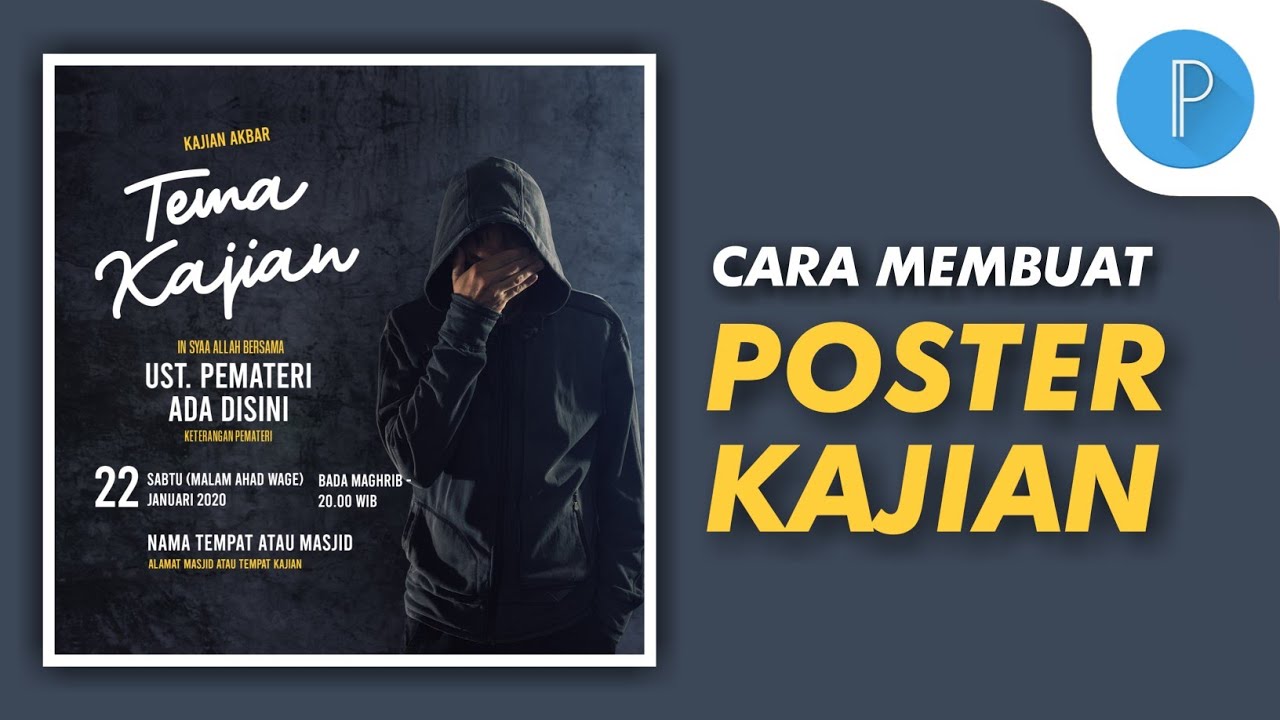 KAJIAN AKBAR
Tema
Kajian
IN SYAA ALLAH BERSAMA
UST. PEMATERI
ADA DISINI
KETERANGAN PEMATERI
22 SABTU (MALAM AHAD WAGE)
JANUARI 2020
BADA MAGHRIB -
20.00 WIB
NAMA TEMPAT ATAU MASJID
ALAMAT MASJID ATAU TEMPAT KAJIAN
P
CARA MEMBUAT
POSTER
KAJIAN